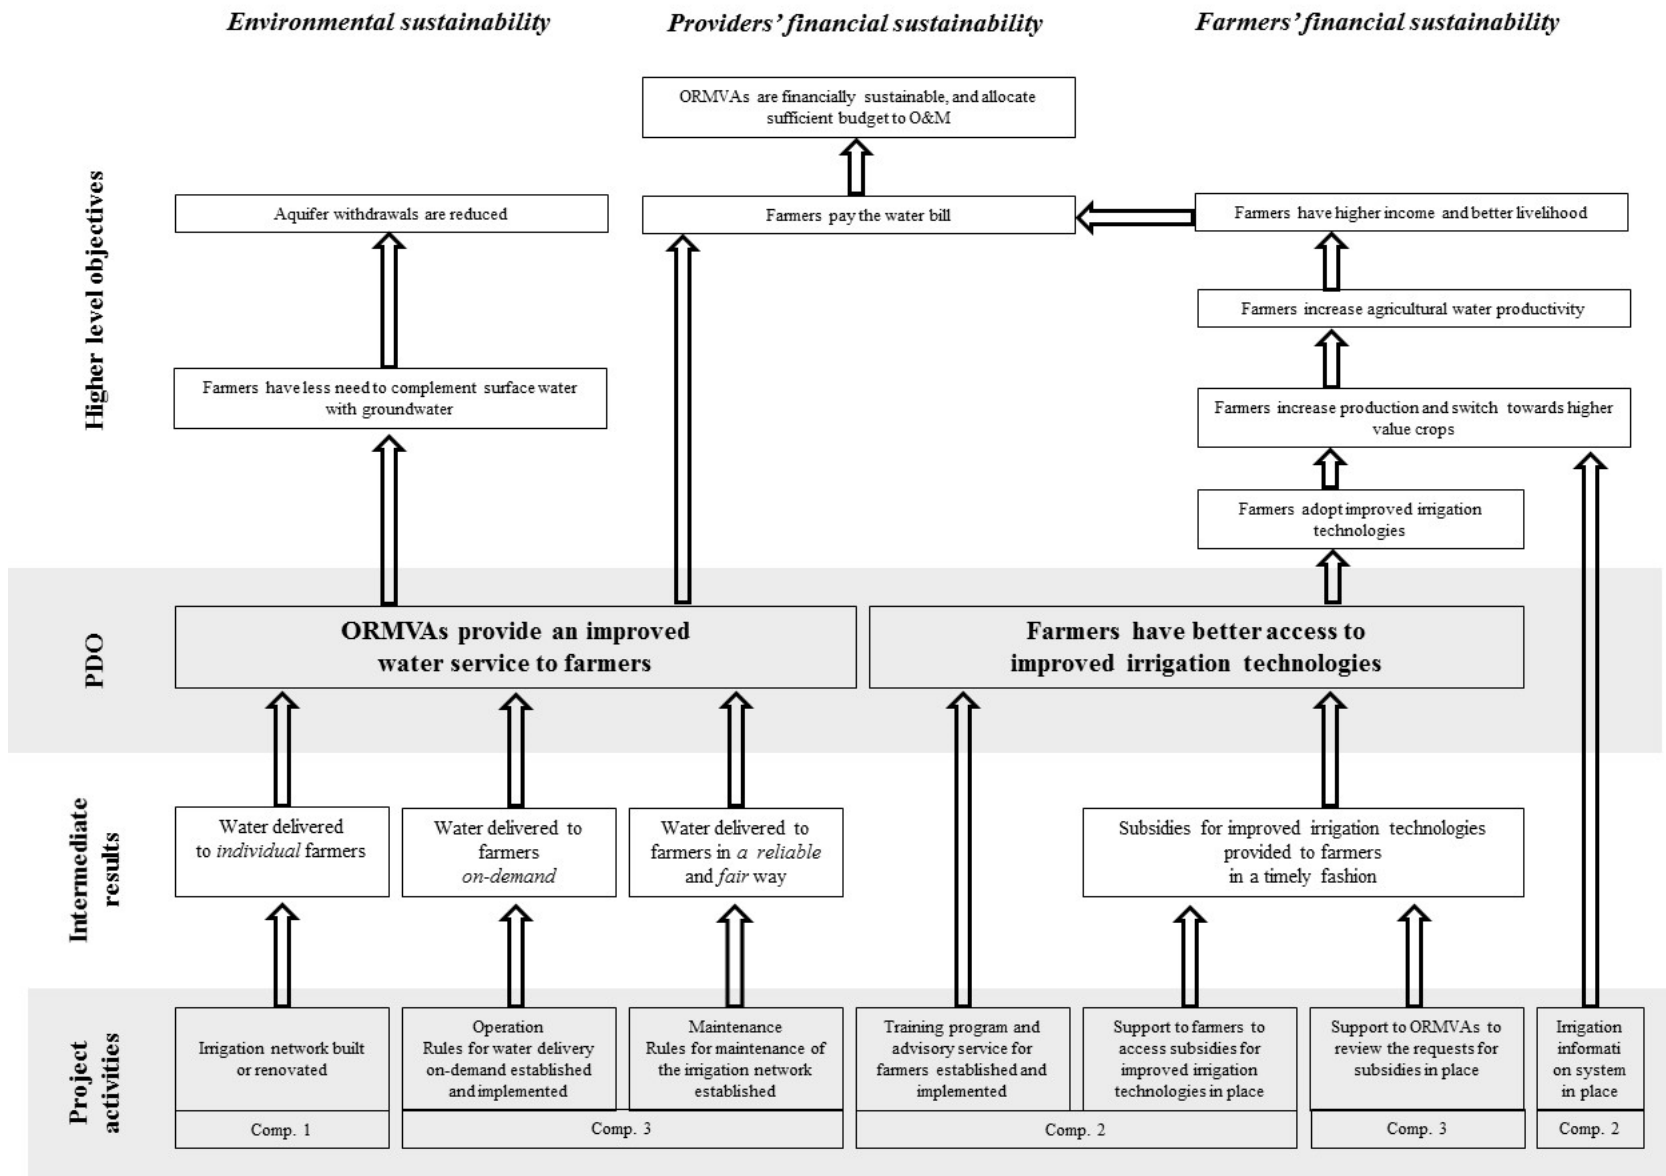 Environmental sustainability
Providers' financial sustainability
Farmers' financial sustainability
Higher level objectives
ORMVAs are financially sustainable, and allocate
sufficient budget to O&M
Aquifer withdrawals are reduced
Farmers pay the water bill
Farmers have higher income and better livelihood
Farmers increase agricultural water productivity
Farmers have less need to complement surface water
with groundwater
Farmers increase production and switch towards higher
value crops
Farmers adopt improved irrigation
technologies
PDO
ORMVAs provide an improved
water service to farmers
Farmers have better access to
improved irrigation technologies
Intermediate
results
Water delivered
to individual farmers
Water delivered to
farmers
on-demand
Water delivered to
farmers in a reliable
and fair way
Subsidies for improved irrigation technologies
provided to farmers
in a timely fashion
Project
activities
Irrigation network built
or renovated
Operation
Rules for water delivery
on-demand established
and implemented
Maintenance
Rules for maintenance of
the irrigation network
established
Training program and
advisory service for
farmers established and
implemented
Support to farmers to
access subsidies for
improved irrigation
technologies in place
Support to ORMVAs to
review the requests for
subsidies in place
Irrigation
informati
on system
in place
Comp. 1
Comp. 3
Comp. 2
Comp. 3
Comp. 2